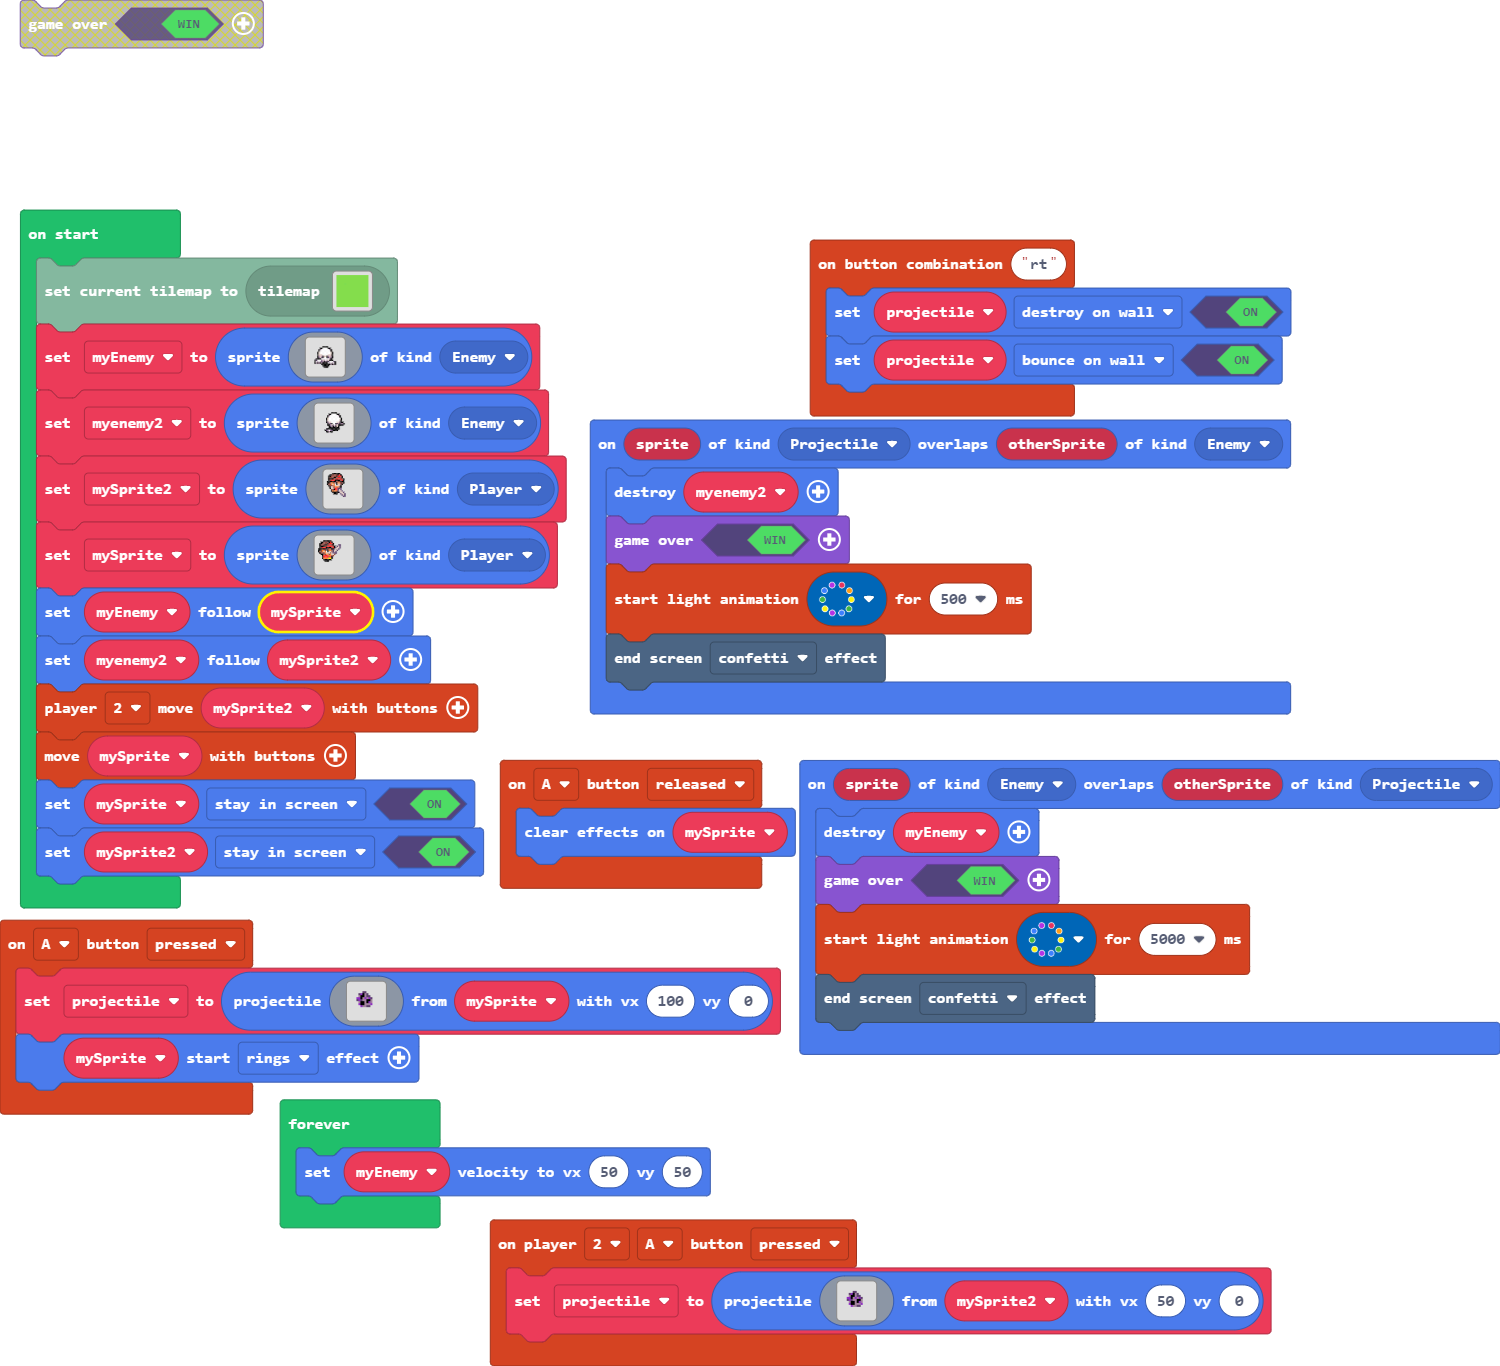 game over WIN
on start
set current tilemap to tilemap
set myEnemy to sprite of kind Enemy
set myenemy2 to sprite of kind Enemy
set mySprite2 to sprite of kind Player
set mySprite to sprite of kind Player
set myEnemy follow mySprite
set myenemy2 follow mySprite2
player 2 move mySprite2 with buttons
move mySprite with buttons
set mySprite stay in screen ON
set mySprite2 stay in screen ON
on button combination "rt"
set projectile destroy on wall ON
set projectile bounce on wall ON
on sprite of kind Projectile overlaps otherSprite of kind Enemy
destroy myenemy2
game over WIN
start light animation for 500 ms
end screen confetti effect
on A button released
clear effects on mySprite
on sprite of kind Enemy overlaps otherSprite of kind Projectile
destroy myEnemy
game over WIN
start light animation for 5000 ms
end screen confetti effect
on A button pressed
set projectile to projectile from mySprite with vx 100 vy 0
mySprite start rings effect
forever
set myEnemy velocity to vx 50 vy 50
on player 2 A button pressed
set projectile to projectile from mySprite2 with vx 50 vy 0